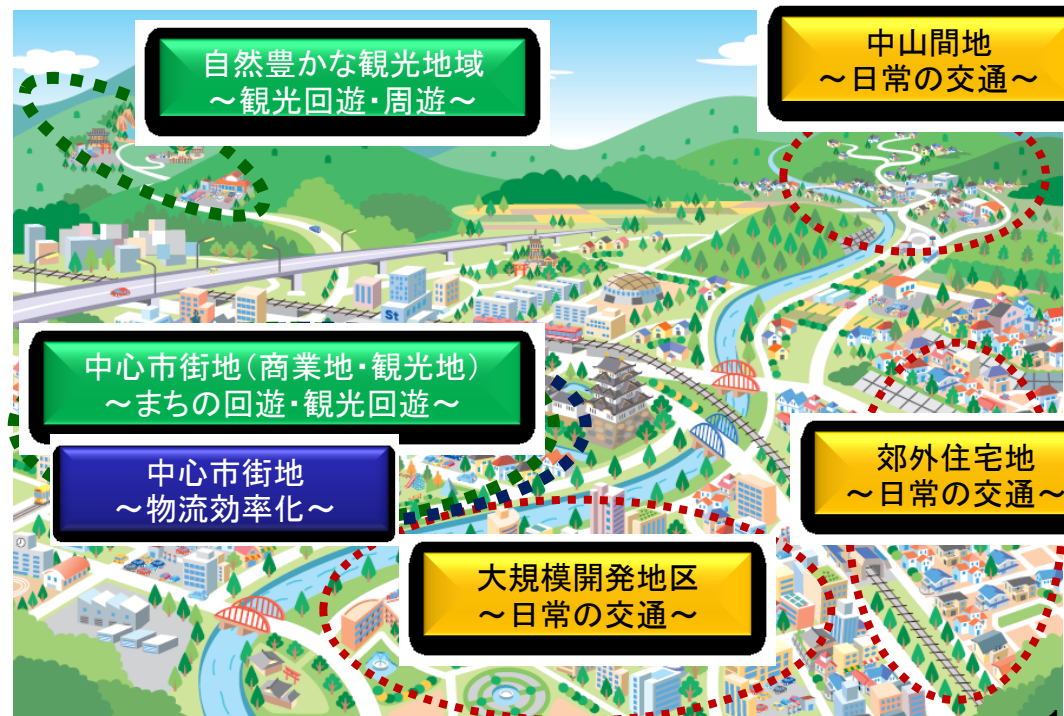 自然豊かな観光地域
～観光回遊・周遊～
中山間地
～日常の交通～
St
中心市街地（商業地・観光地）
～まちの回遊・観光回遊～
中心市街地
～物流効率化～
郊外住宅地
～日常の交通～
大規模開発地区
～日常の交通～